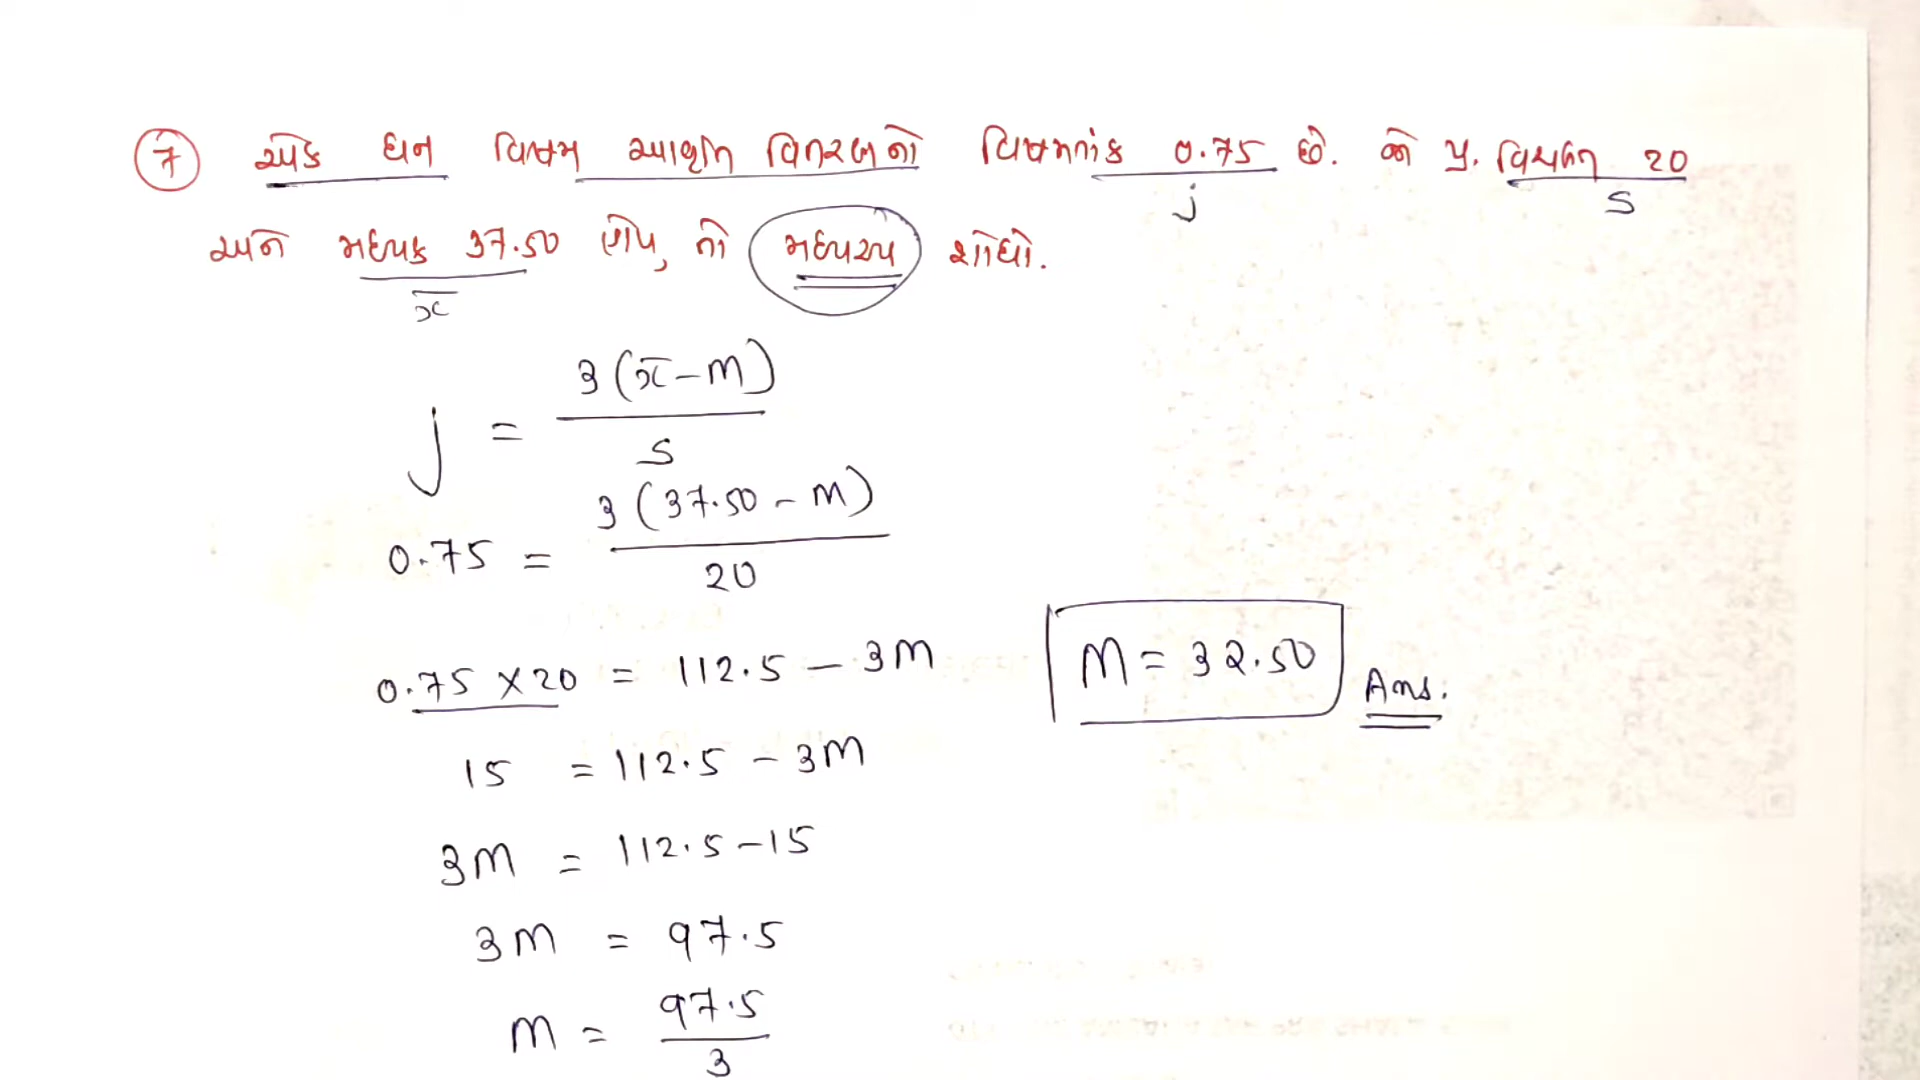 7 એક ધન વિષમ આવૃત્તિ વિતરણનો વિષમતાંક 0.75 છે. જો પ્ર. વિચલન 20
j S
અને મધ્યક 37.50 હોય, તો મધ્યસ્થ શોધો.
x̄
j = 3(x̄-M)/S
0.75 = 3(37.50-M)/20
0.75 × 20 = 112.5 - 3M
M = 32.50 Ans.
15 = 112.5 - 3M
3M = 112.5-15
3M = 97.5
M = 97.5/3